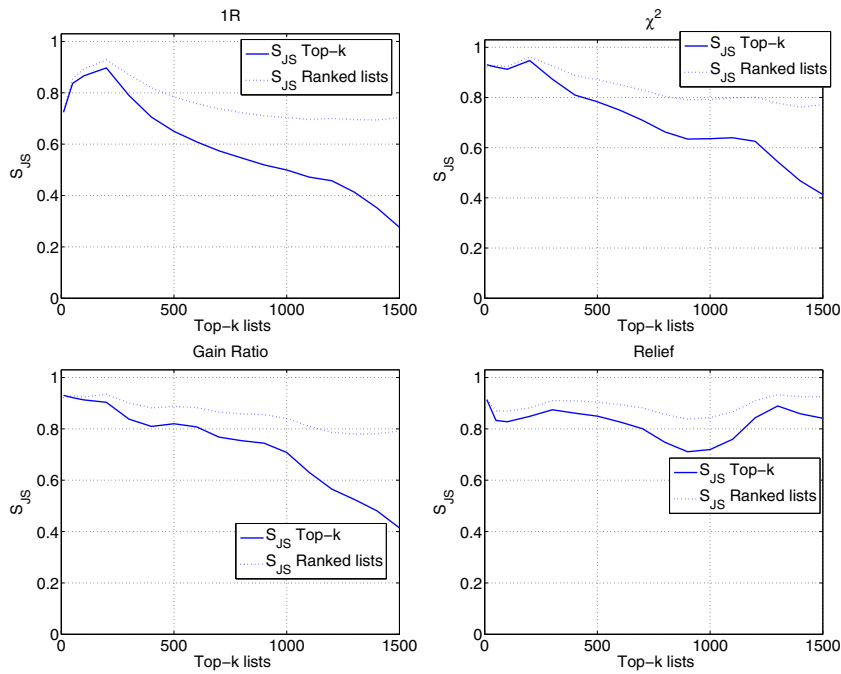 1R
S_JS Top-k
S_JS Ranked lists
1
0.8
0.6
0.4
0.2
0
S_JS
0 500 1000 1500
Top-k lists
χ²
S_JS Top-k
S_JS Ranked lists
1
0.8
0.6
0.4
0.2
0
S_JS
0 500 1000 1500
Top-k lists
Gain Ratio
1
0.8
0.6
0.4
0.2
0
S_JS
S_JS Top-k
S_JS Ranked lists
0 500 1000 1500
Top-k lists
Relief
1
0.8
0.6
0.4
0.2
0
S_JS
S_JS Top-k
S_JS Ranked lists
0 500 1000 1500
Top-k lists